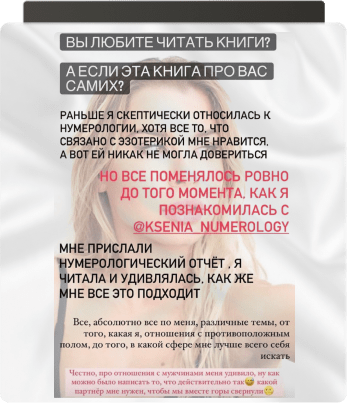 ВЫ ЛЮБИТЕ ЧИТАТЬ КНИГИ?
А ЕСЛИ ЭТА КНИГА ПРО ВАС
САМИХ?
РАНЬШЕ Я СКЕПТИЧЕСКИ ОТНОСИЛАСЬ К
НУМЕРОЛОГИИ, ХОТЯ ВСЕ ТО, ЧТО
СВЯЗАНО С ЭЗОТЕРИКОЙ МНЕ НРАВИТСЯ,
А ВОТ ЕЙ НИКАК НЕ МОГЛА ДОВЕРИТЬСЯ
НО ВСЕ ПОМЕНЯЛОСЬ РОВНО
ДО ТОГО МОМЕНТА, КАК Я
ПОЗНАКОМИЛАСЬ С
@KSENIA_NUMEROLOGY
МНЕ ПРИСЛАЛИ
НУМЕРОЛОГИЧЕСКИЙ ОТЧЁТ , Я
ЧИТАЛА И УДИВЛЯЛАСЬ, КАК ЖЕ
МНЕ ВСЕ ЭТО ПОДХОДИТ
Все, абсолютно все по меня, различные темы, от
того, какая я, отношения с противоположным
полом, до того, в какой сфере мне лучше всего себя
искать
Честно, про отношения с мужчинами меня удивило, ну как
можно было написать то, что действительно так😅 какой
партнёр мне нужен, чтобы мы вместе горы свернули